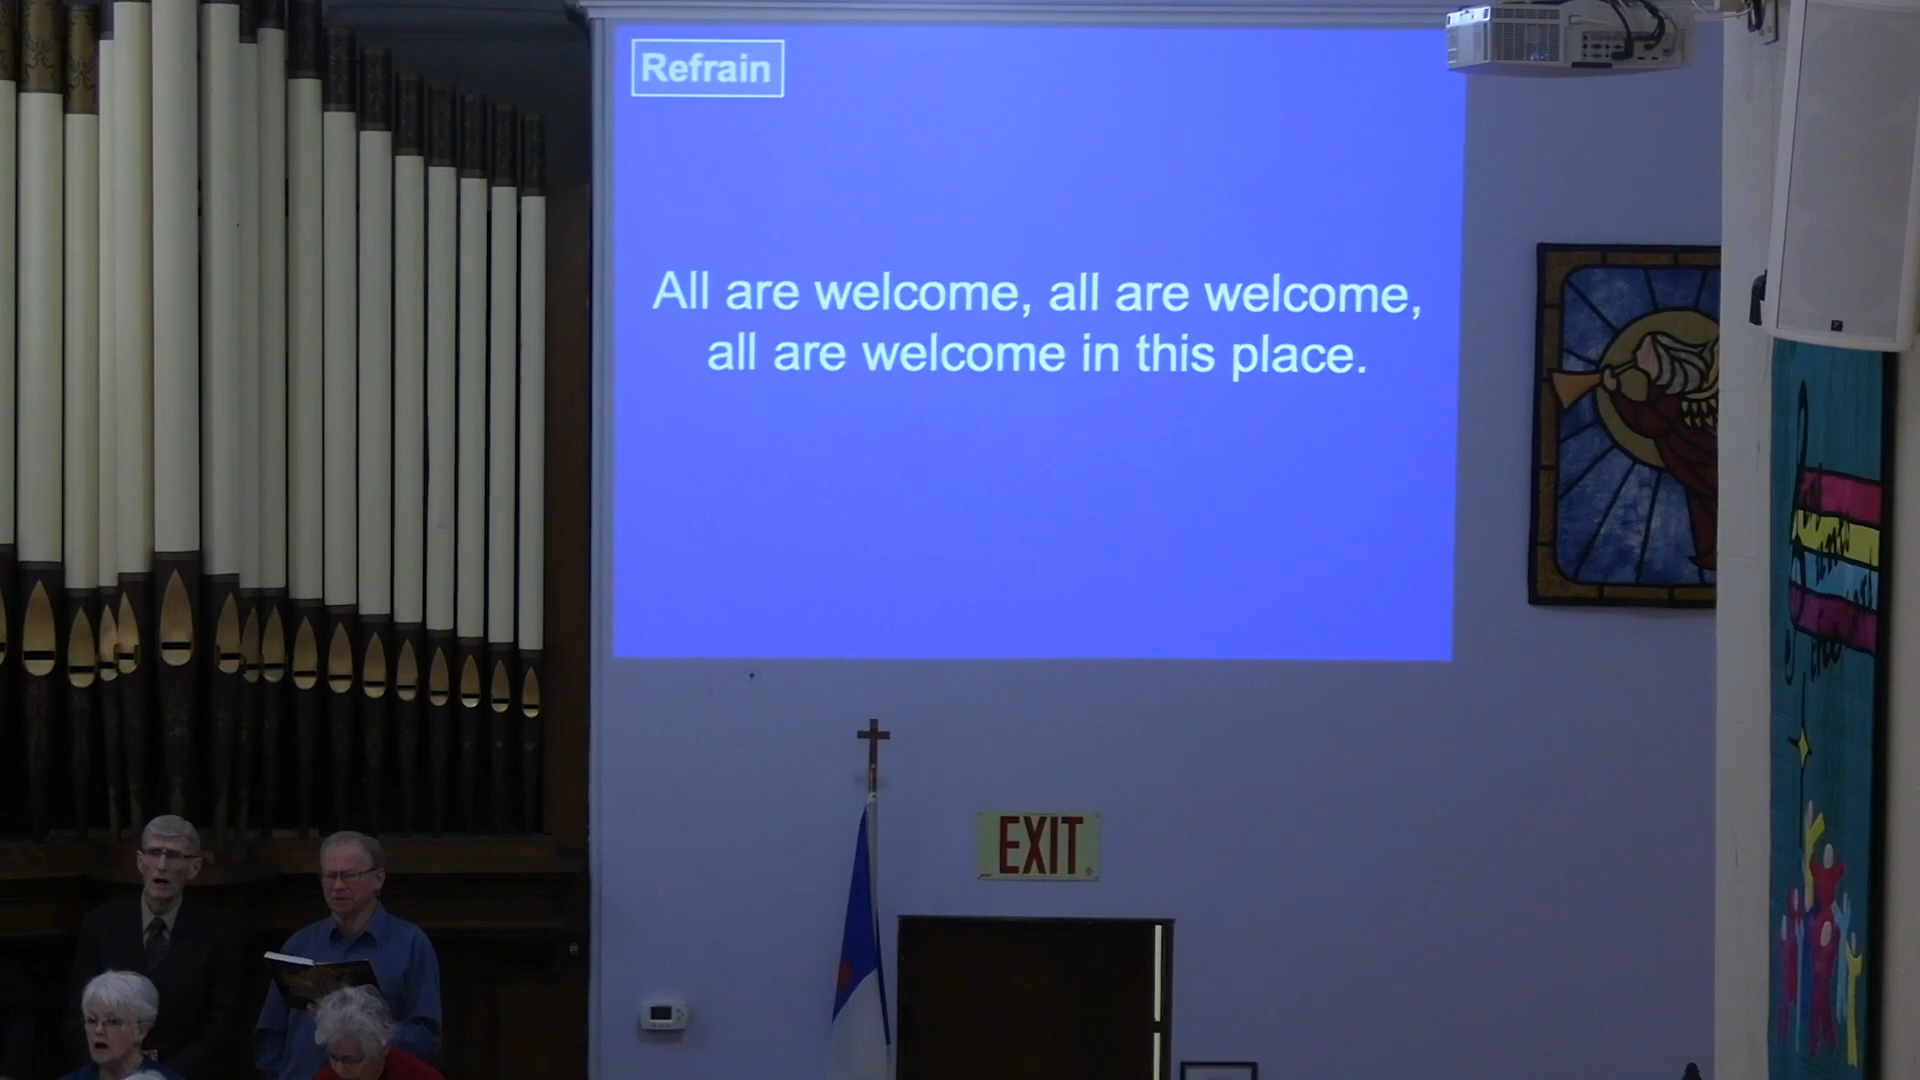 Refrain
All are welcome, all are welcome,
all are welcome in this place.
EXIT